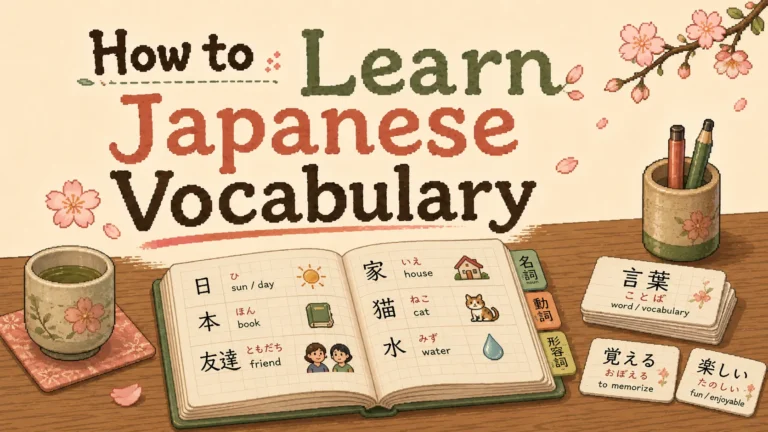 How to Learn
Japanese
Vocabulary
日
ひ
sun / day
本
ほん
book
友達
ともだち
friend
家
いえ
house
猫
ねこ
cat
水
みず
water
名詞
動詞
形容詞
言葉
ことば
word / vocabulary
覚える
おぼえる
to memorize
楽しい
たのしい
fun / enjoyable